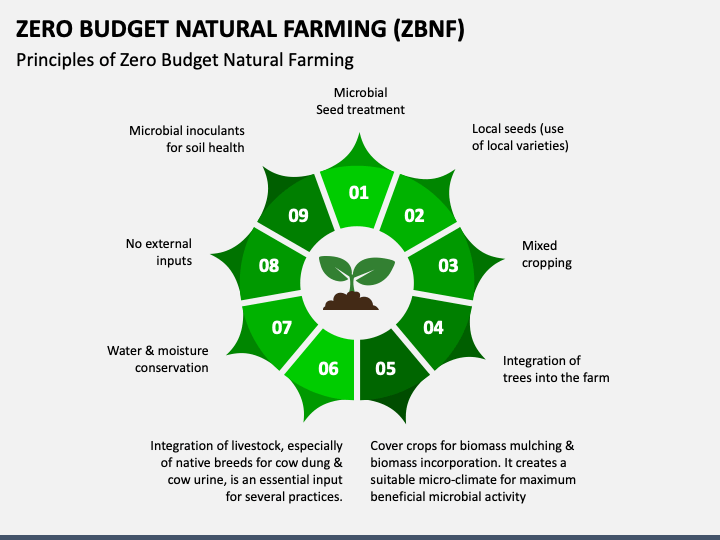 ZERO BUDGET NATURAL FARMING (ZBNF)
Principles of Zero Budget Natural Farming
Microbial
Seed treatment
01
Local seeds (use
of local varieties)
02
Mixed
cropping
03
Integration of
trees into the farm
04
Cover crops for biomass mulching &
biomass incorporation. It creates a
suitable micro-climate for maximum
beneficial microbial activity
05
Integration of livestock, especially
of native breeds for cow dung &
cow urine, is an essential input
for several practices.
06
Water & moisture
conservation
07
No external
inputs
08
Microbial inoculants
for soil health
09